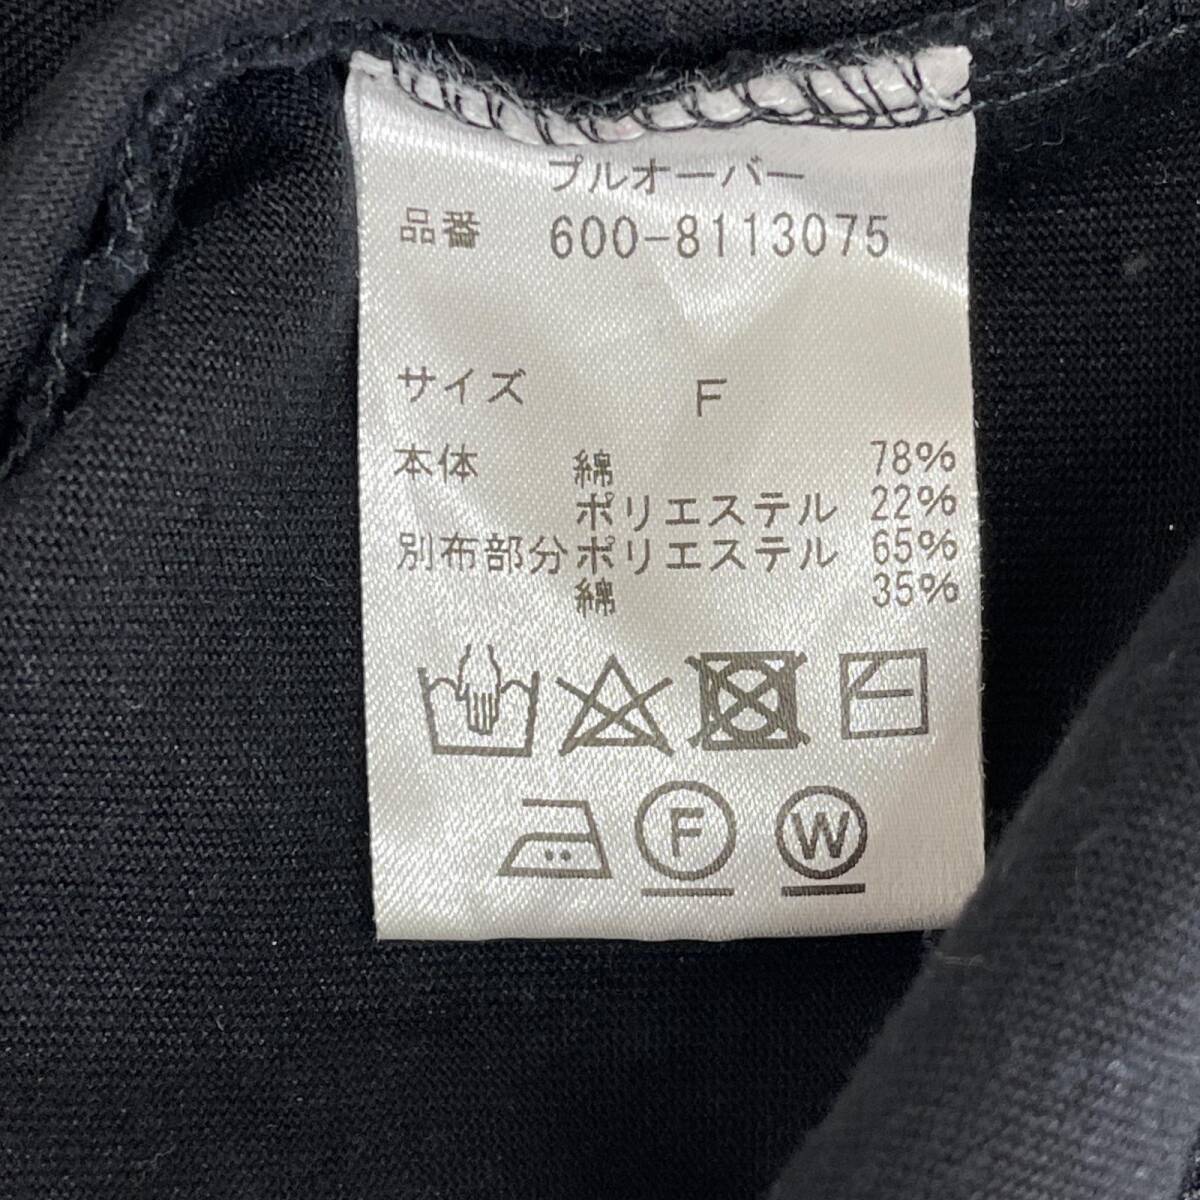 プルオーバー
品番 600-8113075
サイズ F
本体 綿 78%
ポリエステル 22%
別布部分ポリエステル 65%
綿 35%
F W